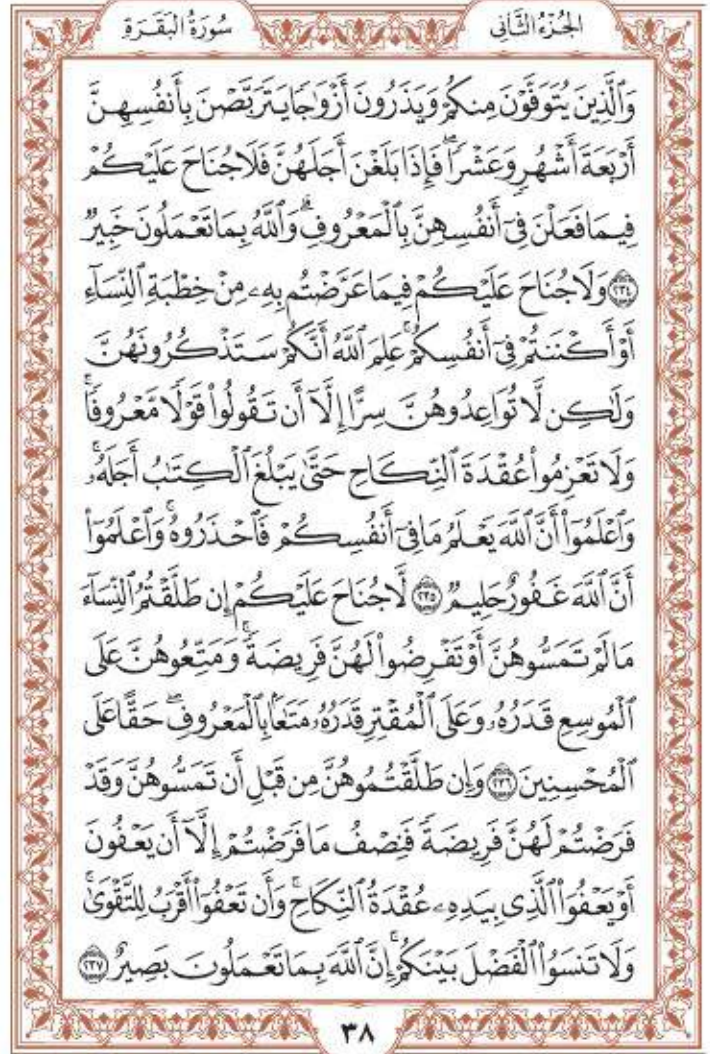 الجُزْءُ الثَّانِي
سُورَةُ البَقَرَةِ
وَٱلَّذِينَ يُتَوَفَّوْنَ مِنكُمْ وَيَذَرُونَ أَزْوَٰجًا يَتَرَبَّصْنَ بِأَنفُسِهِنَّ
أَرْبَعَةَ أَشْهُرٍ وَعَشْرًاۖ فَإِذَا بَلَغْنَ أَجَلَهُنَّ فَلَا جُنَاحَ عَلَيْكُمْ
فِيمَا فَعَلْنَ فِىٓ أَنفُسِهِنَّ بِٱلْمَعْرُوفِۗ وَٱللَّهُ بِمَا تَعْمَلُونَ خَبِيرٌ
۝٢٣٤ وَلَا جُنَاحَ عَلَيْكُمْ فِيمَا عَرَّضْتُم بِهِۦ مِنْ خِطْبَةِ ٱلنِّسَآءِ
أَوْ أَكْنَنتُمْ فِىٓ أَنفُسِكُمْۚ عَلِمَ ٱللَّهُ أَنَّكُمْ سَتَذْكُرُونَهُنَّ
وَلَٰكِن لَّا تُوَاعِدُوهُنَّ سِرًّا إِلَّآ أَن تَقُولُوا۟ قَوْلًا مَّعْرُوفًاۚ
وَلَا تَعْزِمُوا۟ عُقْدَةَ ٱلنِّكَاحِ حَتَّىٰ يَبْلُغَ ٱلْكِتَٰبُ أَجَلَهُۥۚ
وَٱعْلَمُوٓا۟ أَنَّ ٱللَّهَ يَعْلَمُ مَا فِىٓ أَنفُسِكُمْ فَٱحْذَرُوهُۚ وَٱعْلَمُوٓا۟
أَنَّ ٱللَّهَ غَفُورٌ حَلِيمٌ ۝٢٣٥ لَّا جُنَاحَ عَلَيْكُمْ إِن طَلَّقْتُمُ ٱلنِّسَآءَ
مَا لَمْ تَمَسُّوهُنَّ أَوْ تَفْرِضُوا۟ لَهُنَّ فَرِيضَةًۚ وَمَتِّعُوهُنَّ عَلَى
ٱلْمُوسِعِ قَدَرُهُۥ وَعَلَى ٱلْمُقْتِرِ قَدَرُهُۥ مَتَٰعًۢا بِٱلْمَعْرُوفِۖ حَقًّا عَلَى
ٱلْمُحْسِنِينَ ۝٢٣٦ وَإِن طَلَّقْتُمُوهُنَّ مِن قَبْلِ أَن تَمَسُّوهُنَّ وَقَدْ
فَرَضْتُمْ لَهُنَّ فَرِيضَةً فَنِصْفُ مَا فَرَضْتُمْ إِلَّآ أَن يَعْفُونَ
أَوْ يَعْفُوَا۟ ٱلَّذِى بِيَدِهِۦ عُقْدَةُ ٱلنِّكَاحِۚ وَأَن تَعْفُوٓا۟ أَقْرَبُ لِلتَّقْوَىٰۚ
وَلَا تَنسَوُا۟ ٱلْفَضْلَ بَيْنَكُمْۚ إِنَّ ٱللَّهَ بِمَا تَعْمَلُونَ بَصِيرٌ ۝٢٣٧
٣٨